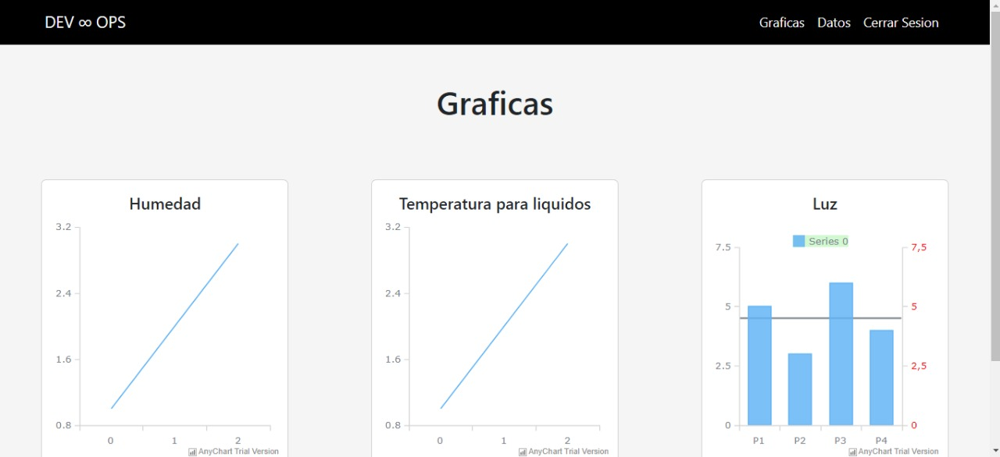 DEV ∞ OPS
Graficas Datos Cerrar Sesion
Graficas
Humedad
3.2
2.4
1.6
0.8
0 1 2
AnyChart Trial Version
Temperatura para liquidos
3.2
2.4
1.6
0.8
0 1 2
AnyChart Trial Version
Luz
Series 0
7.5 7,5
5 5
2.5 2,5
0 0
P1 P2 P3 P4
AnyChart Trial Version